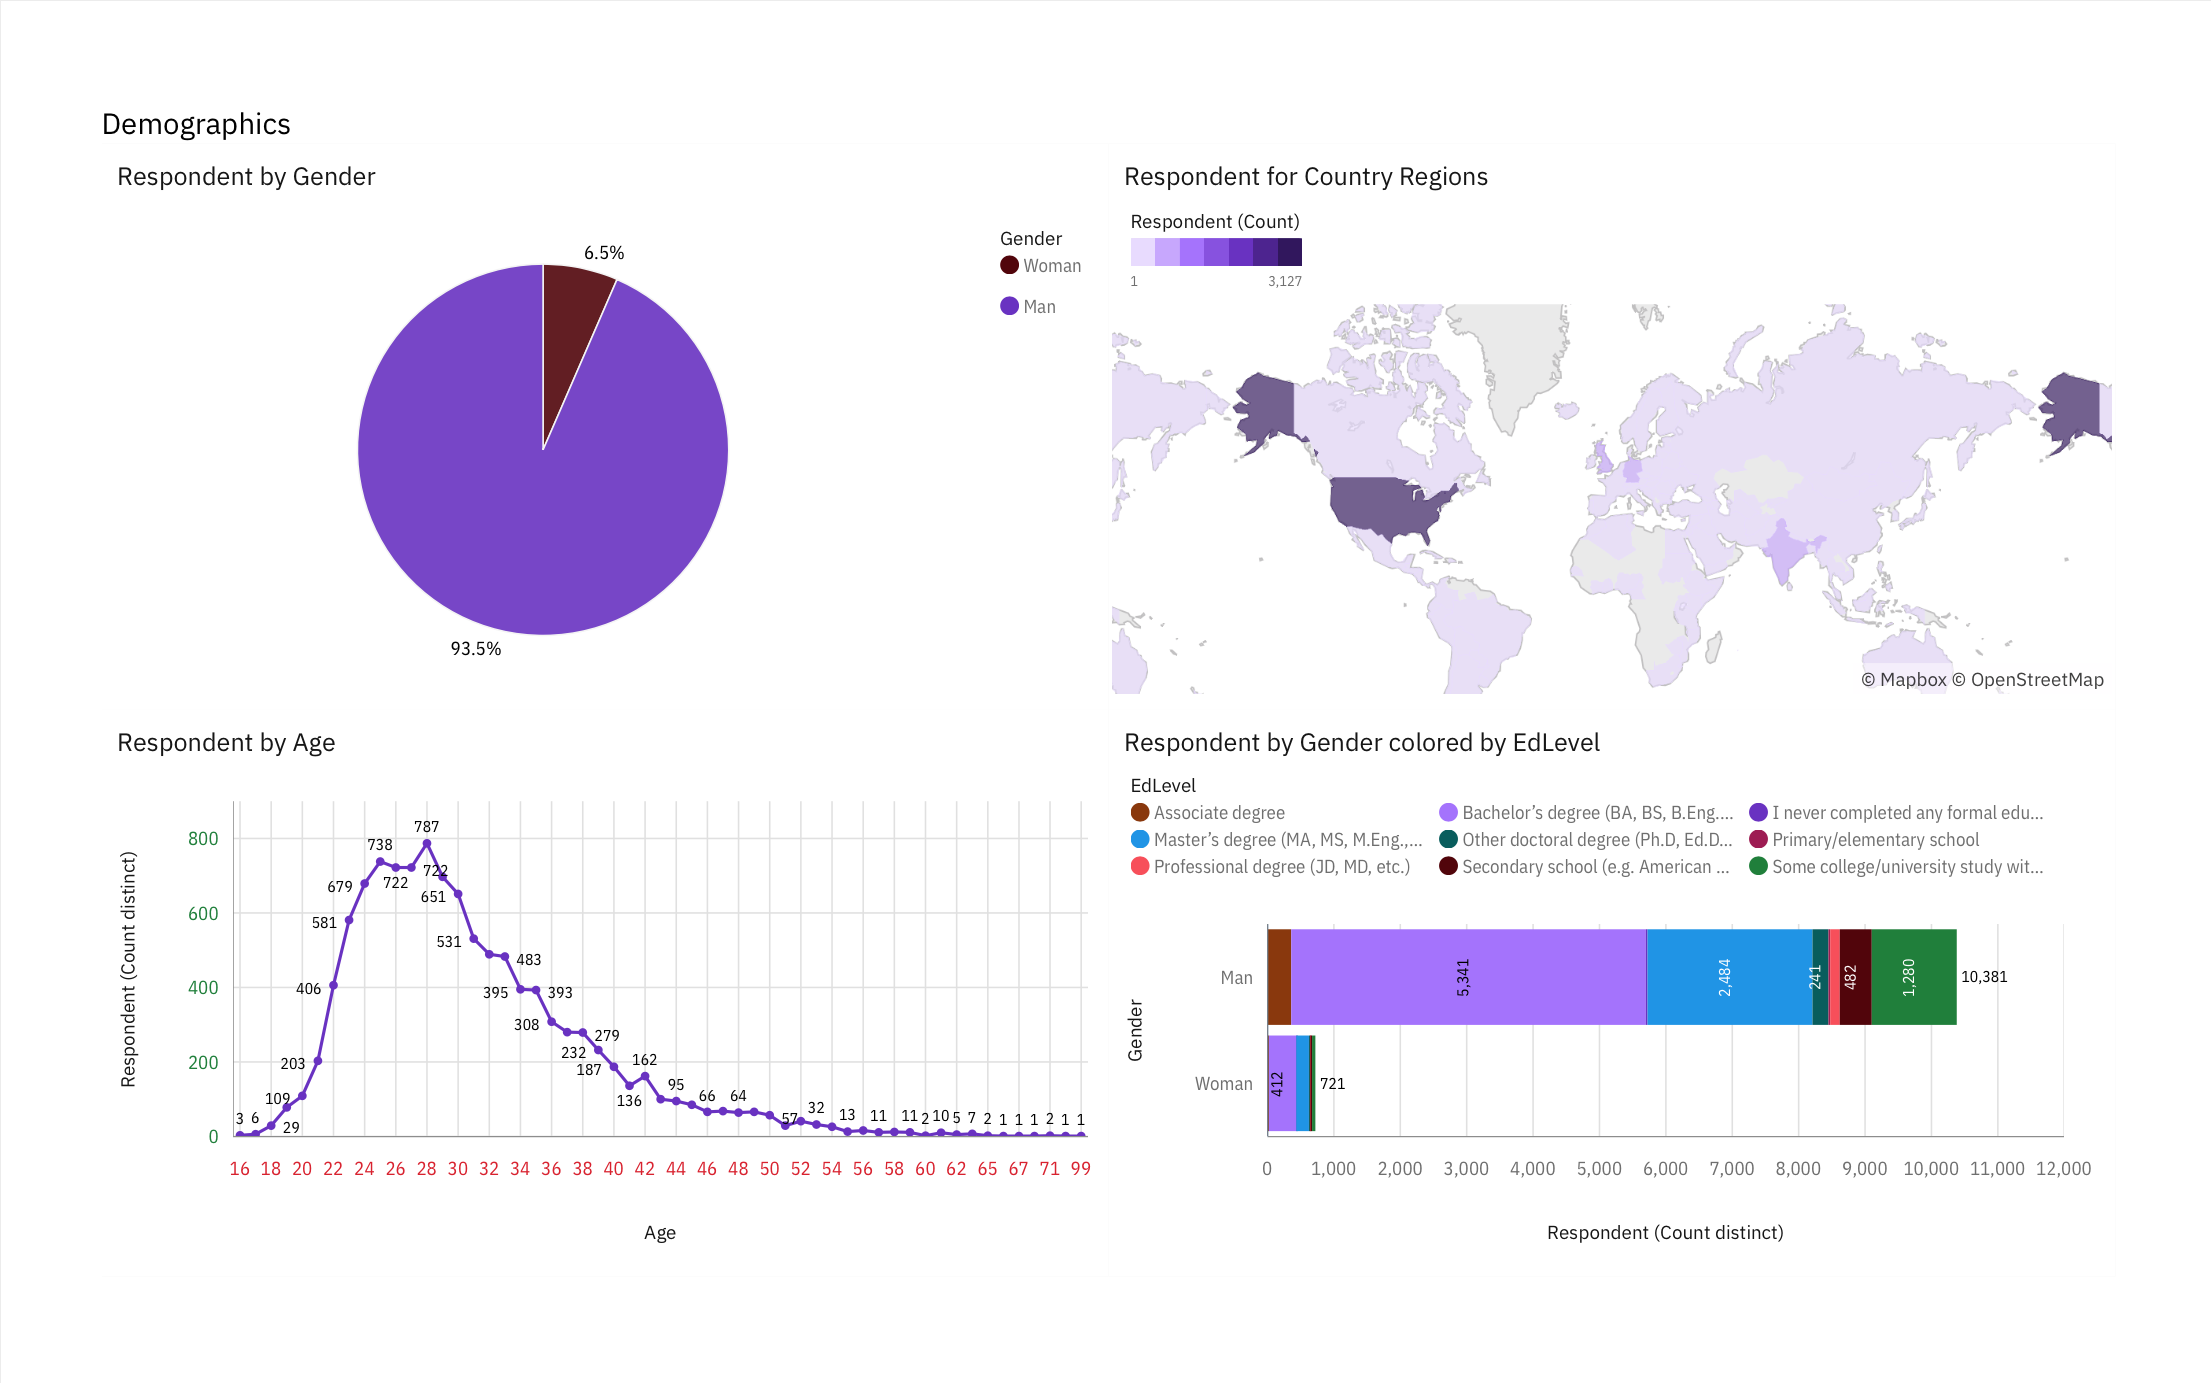 Demographics
Respondent by Gender
6.5%
93.5%
Gender
Woman
Man
Respondent for Country Regions
Respondent (Count)
1 3,127
© Mapbox © OpenStreetMap
Respondent by Age
Respondent (Count distinct)
800
600
400
200
0
787
738
722
722
679
651
581
531
483
406
395
393
308
279
232
203
187
162
136
109
95
66
64
57
32
29
3 6 13 11 11 2 10 5 7 2 1 1 1 2 1 1
16 18 20 22 24 26 28 30 32 34 36 38 40 42 44 46 48 50 52 54 56 58 60 62 65 67 71 99
Age
Respondent by Gender colored by EdLevel
EdLevel
Associate degree
Bachelor’s degree (BA, BS, B.Eng....
I never completed any formal edu...
Master’s degree (MA, MS, M.Eng.,...
Other doctoral degree (Ph.D, Ed.D...
Primary/elementary school
Professional degree (JD, MD, etc.)
Secondary school (e.g. American ...
Some college/university study wit...
Gender
Man
5,341
2,484
241
482
1,280
10,381
Woman
412
721
0 1,000 2,000 3,000 4,000 5,000 6,000 7,000 8,000 9,000 10,000 11,000 12,000
Respondent (Count distinct)